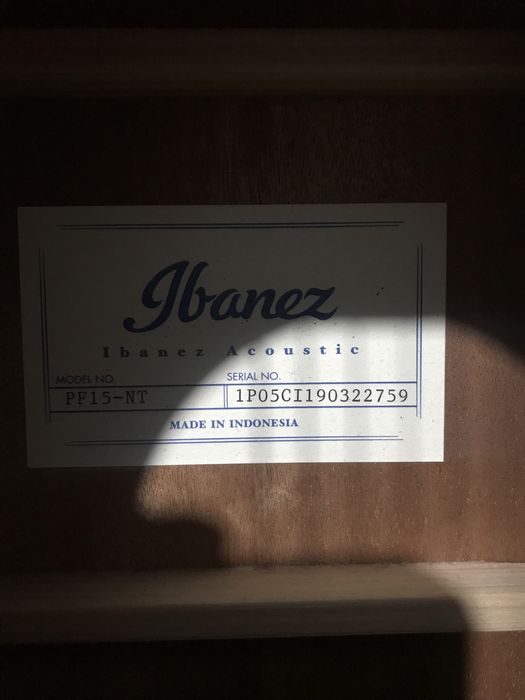 Ibanez
Ibanez Acoustic
MODEL NO. SERIAL NO.
PF15-NT 1P05CI190322759
MADE IN INDONESIA